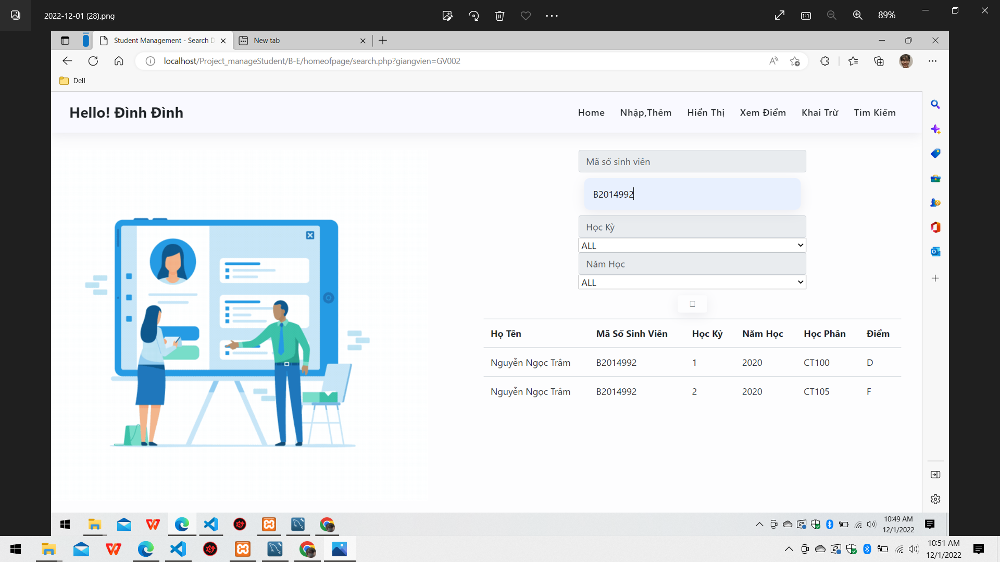 2022-12-01 (28).png
89%
Student Management - Search D
New tab
localhost/Project_manageStudent/B-E/homeofpage/search.php?giangvien=GV002
Dell
Hello! Đình Đình
Home
Nhập,Thêm
Hiển Thị
Xem Điểm
Khai Trừ
Tìm Kiếm
Mã số sinh viên
B2014992
Học Kỳ
ALL
Năm Học
ALL
Họ Tên Mã Số Sinh Viên Học Kỳ Năm Học Học Phân Điểm
Nguyễn Ngọc Trâm B2014992 1 2020 CT100 D
Nguyễn Ngọc Trâm B2014992 2 2020 CT105 F
10:49 AM
12/1/2022
10:51 AM
12/1/2022